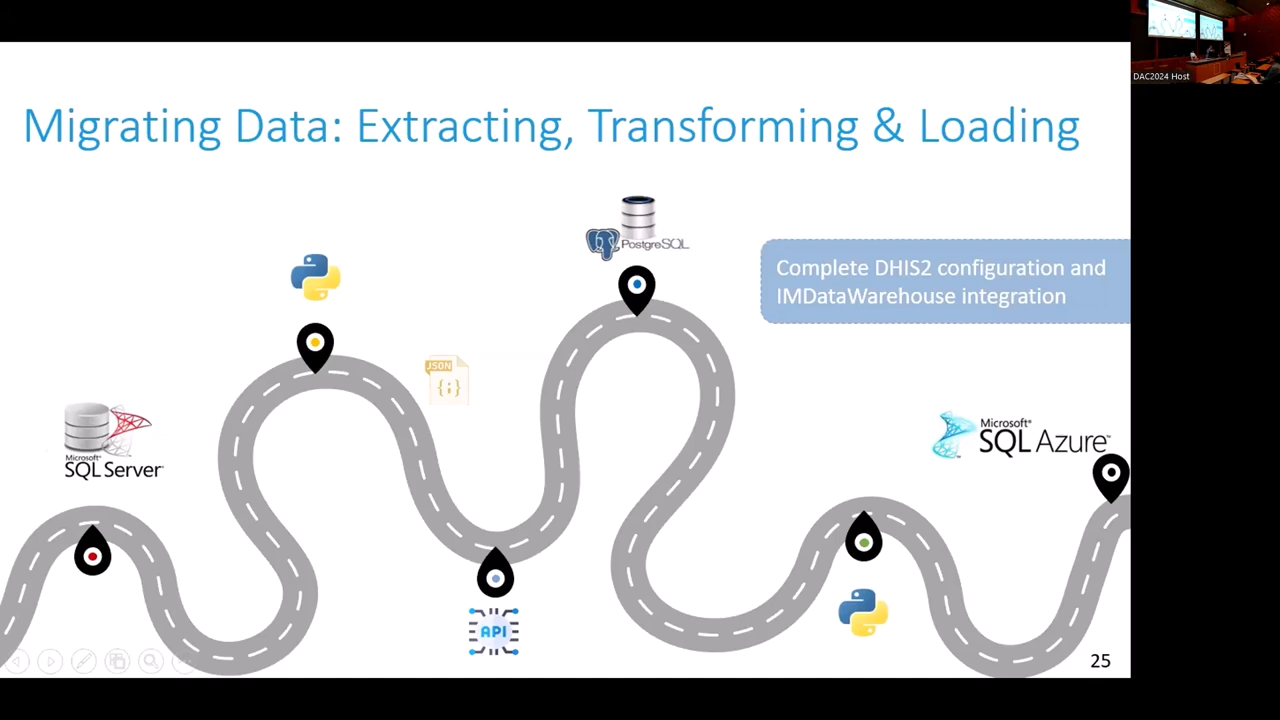 DAC2024 Host
Migrating Data: Extracting, Transforming & Loading
PostgreSQL
Complete DHIS2 configuration and
IMDataWarehouse integration
JSON
{;}
Microsoft®
SQL Server®
Microsoft®
SQL Azure™
API
25